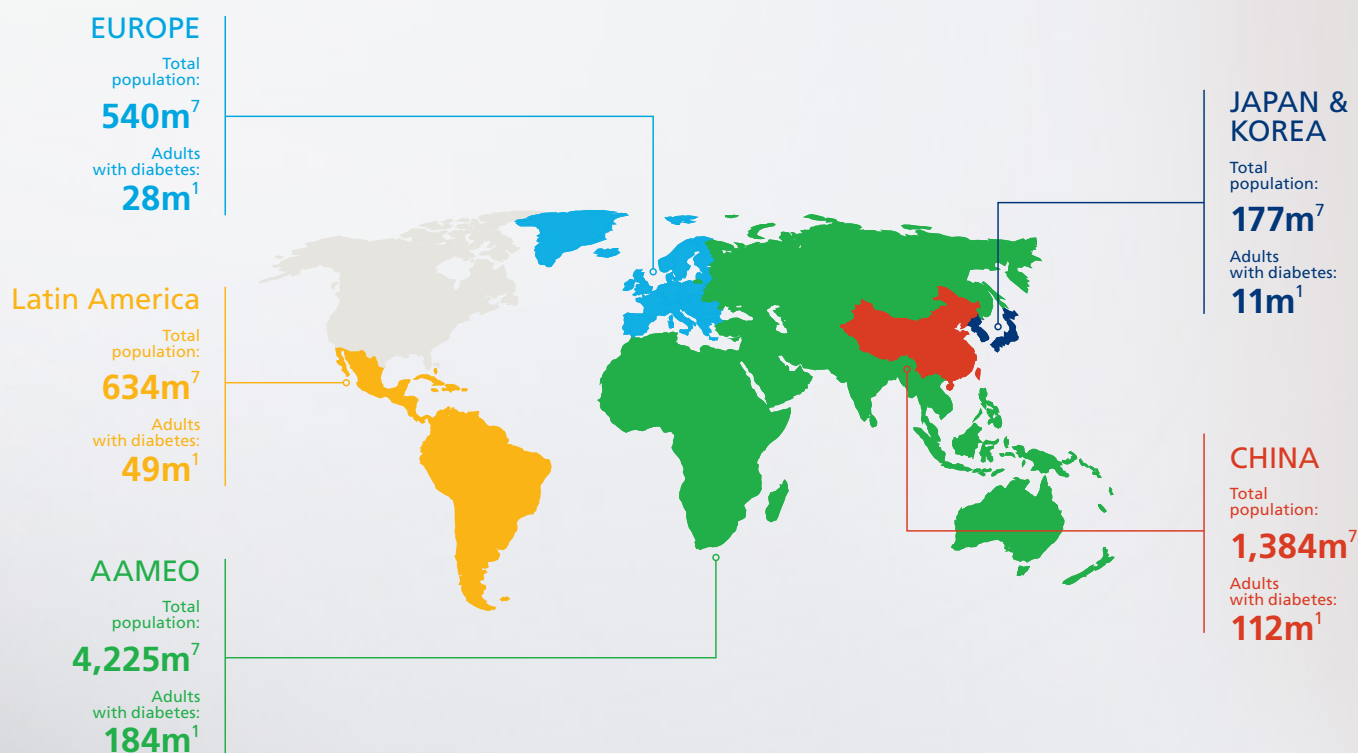 EUROPE
Total
population:
540m7
Adults
with diabetes:
28m1
Latin America
Total
population:
634m7
Adults
with diabetes:
49m1
AAMEO
Total
population:
4,225m7
Adults
with diabetes:
184m1
JAPAN &
KOREA
Total
population:
177m7
Adults
with diabetes:
11m1
CHINA
Total
population:
1,384m7
Adults
with diabetes:
112m1